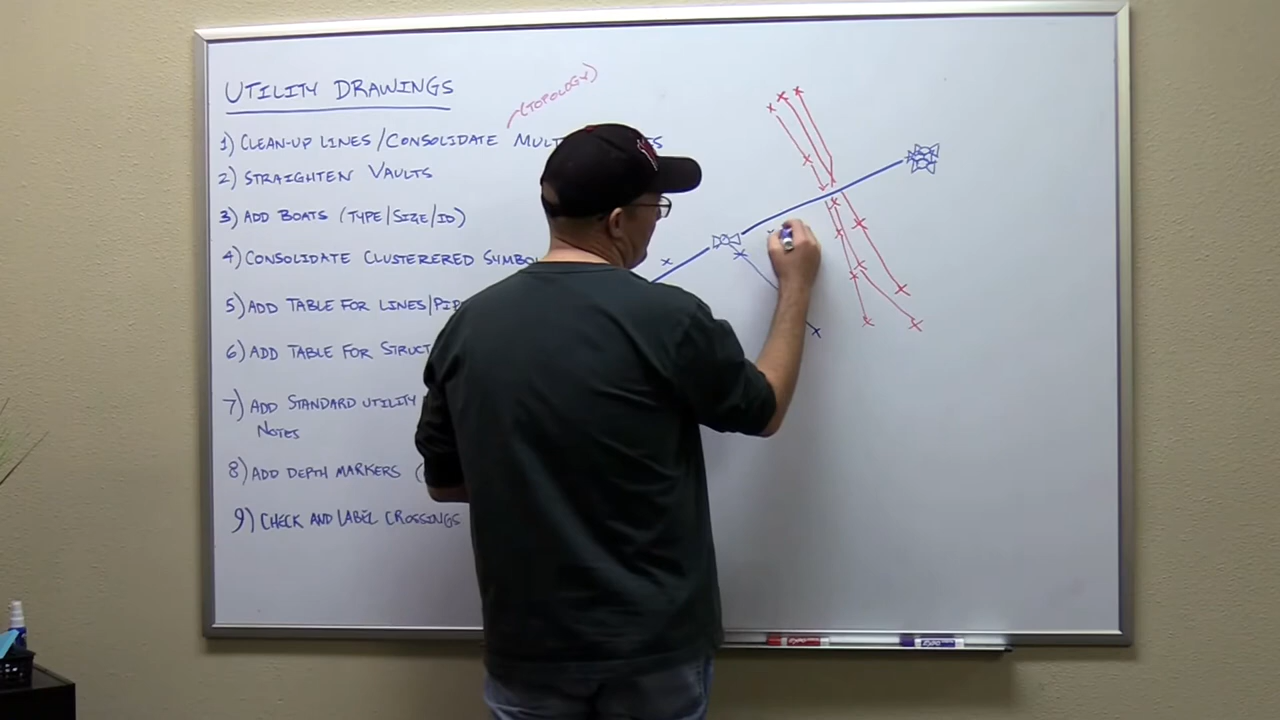 UTILITY DRAWINGS
(TOPOLOGY)
1) CLEAN-UP LINES/CONSOLIDATE
2) STRAIGHTEN VAULTS
3) ADD BOATS (TYPE/SIZE/ID)
4) CONSOLIDATE CLUSTERERED SYMBO
5) ADD TABLE FOR LINES/PIP
6) ADD TABLE FOR STRUCT
7) ADD STANDARD UTILITY
NOTES
8) ADD DEPTH MARKERS (
9) CHECK AND LABEL CROSSINGS